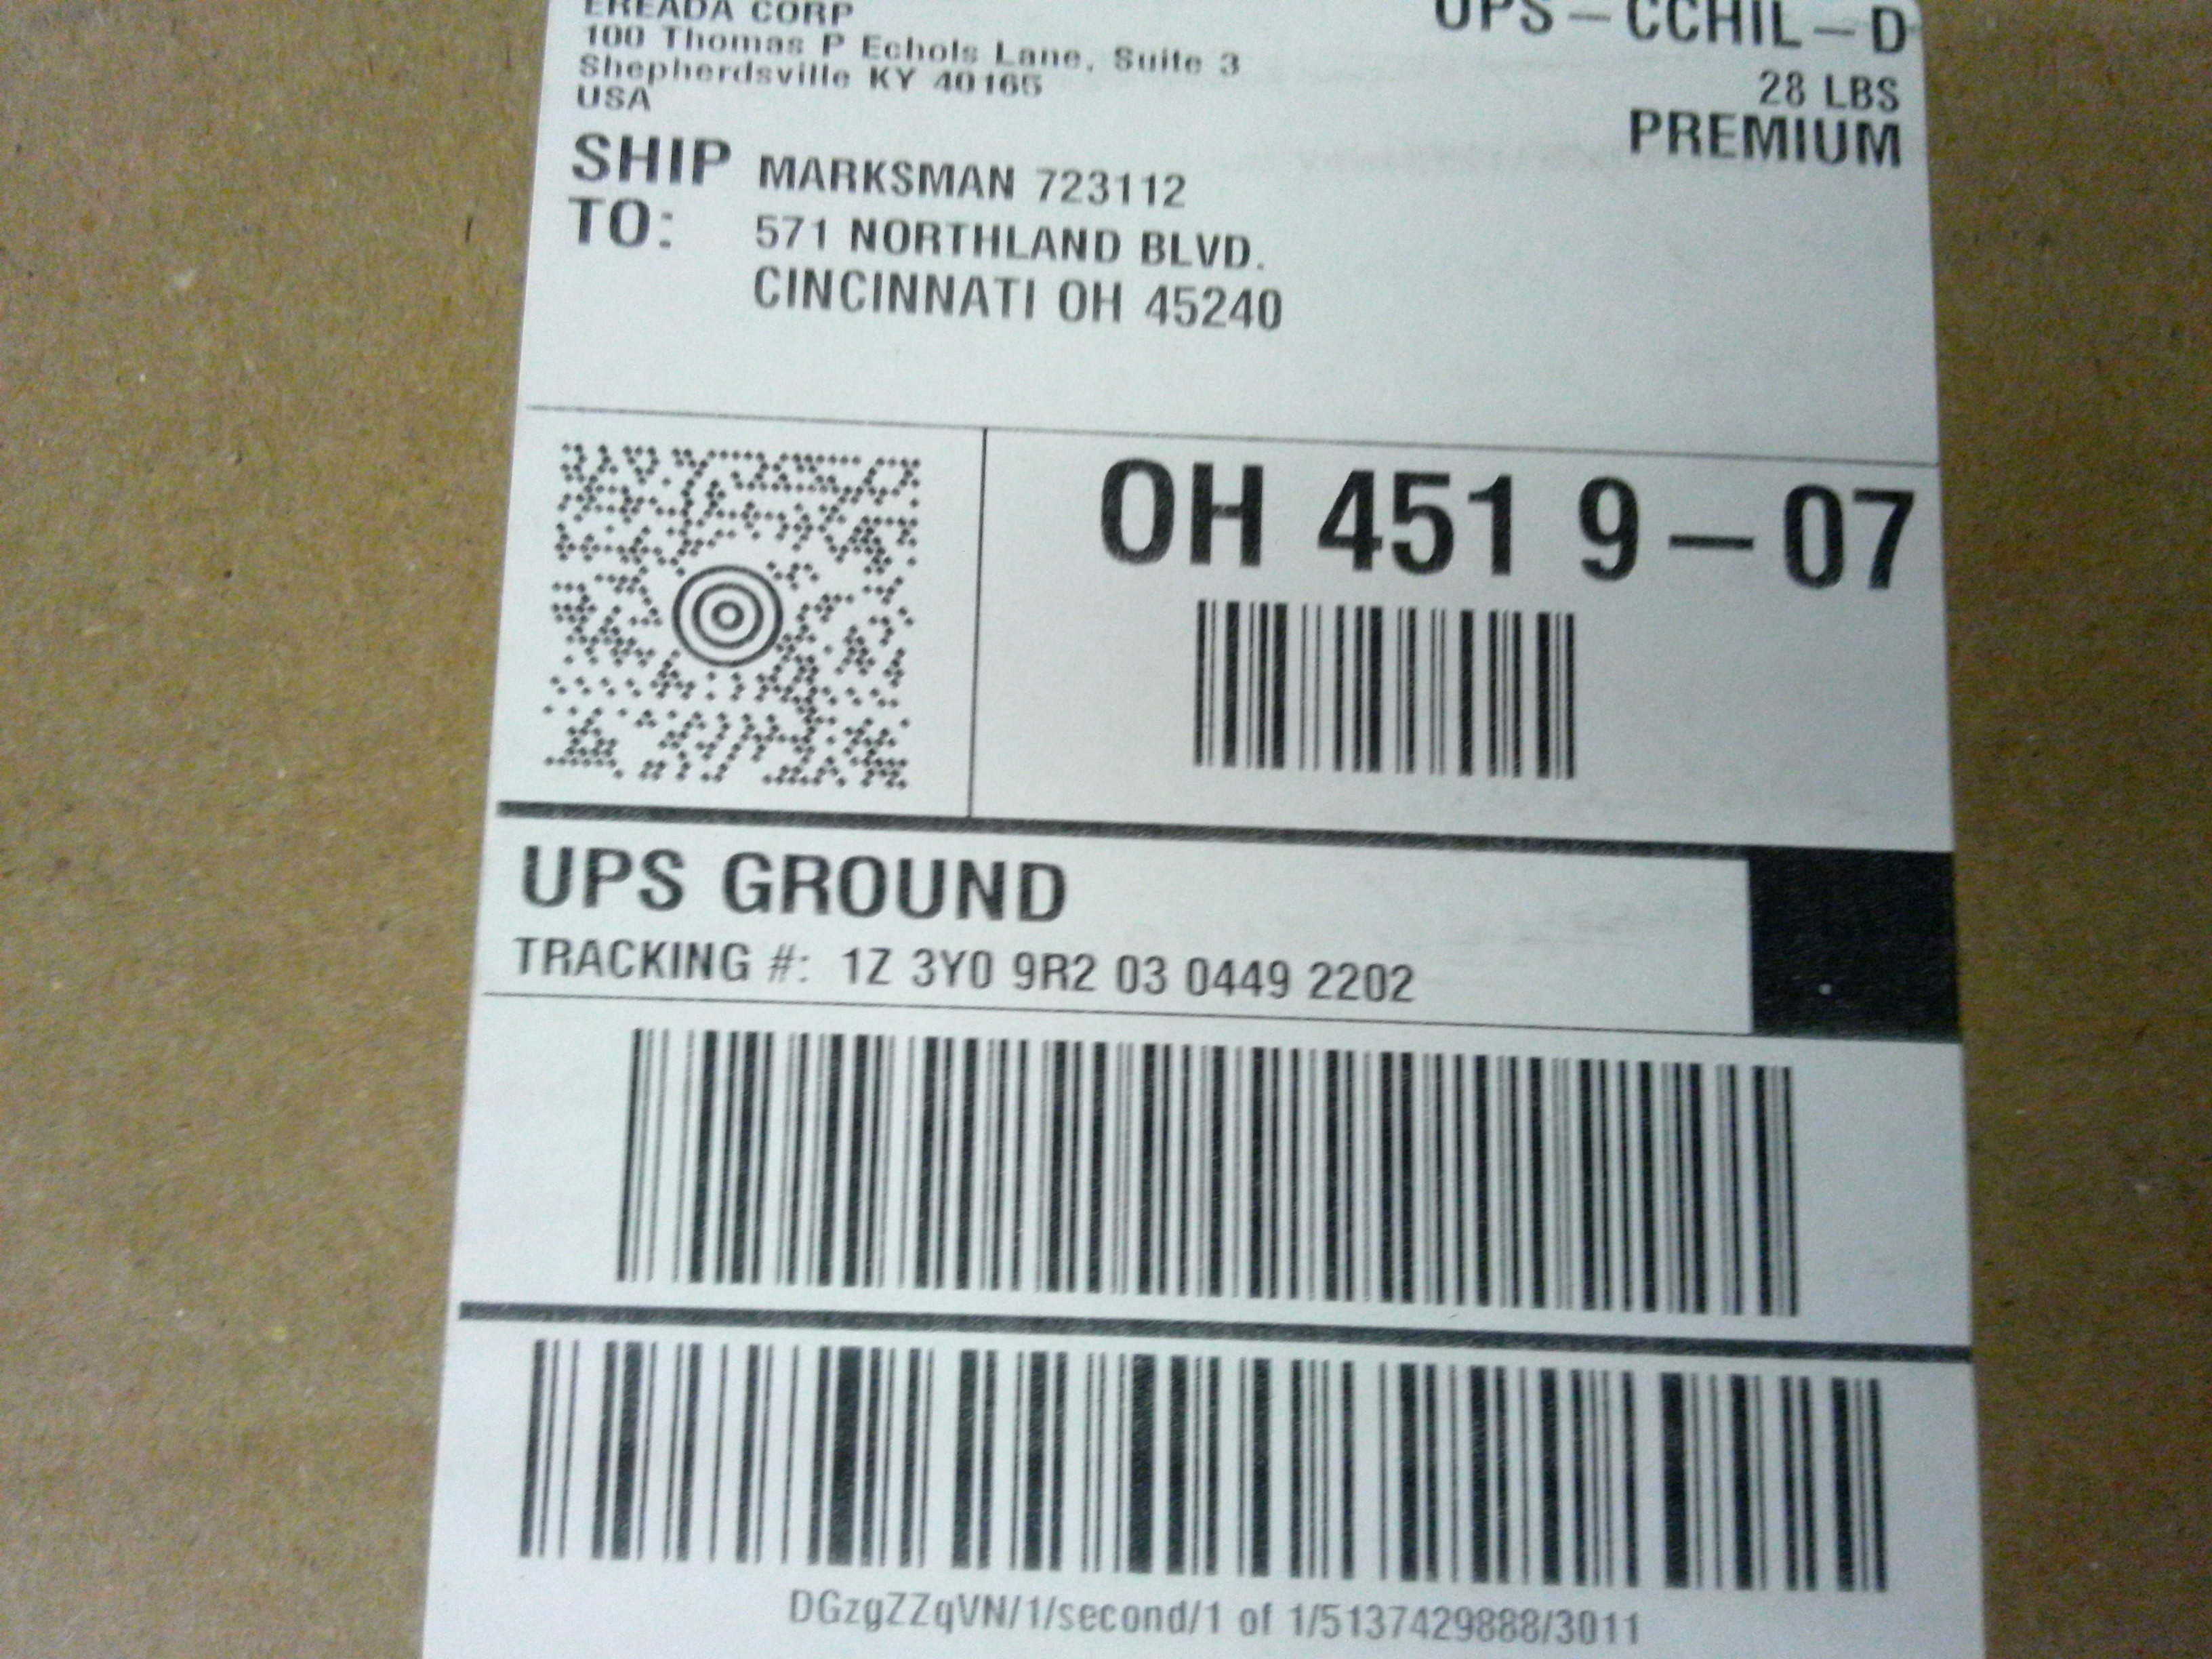 EREADA CORP
100 Thomas P Echols Lane, Suite 3
Shepherdsville KY 40165
USA
UPS-CCHIL-D
28 LBS
PREMIUM
SHIP TO:
MARKSMAN 723112
571 NORTHLAND BLVD.
CINCINNATI OH 45240
OH 451 9-07
UPS GROUND
TRACKING #: 1Z 3Y0 9R2 03 0449 2202
DGzgZZqVN/1/second/1 of 1/5137429888/3011